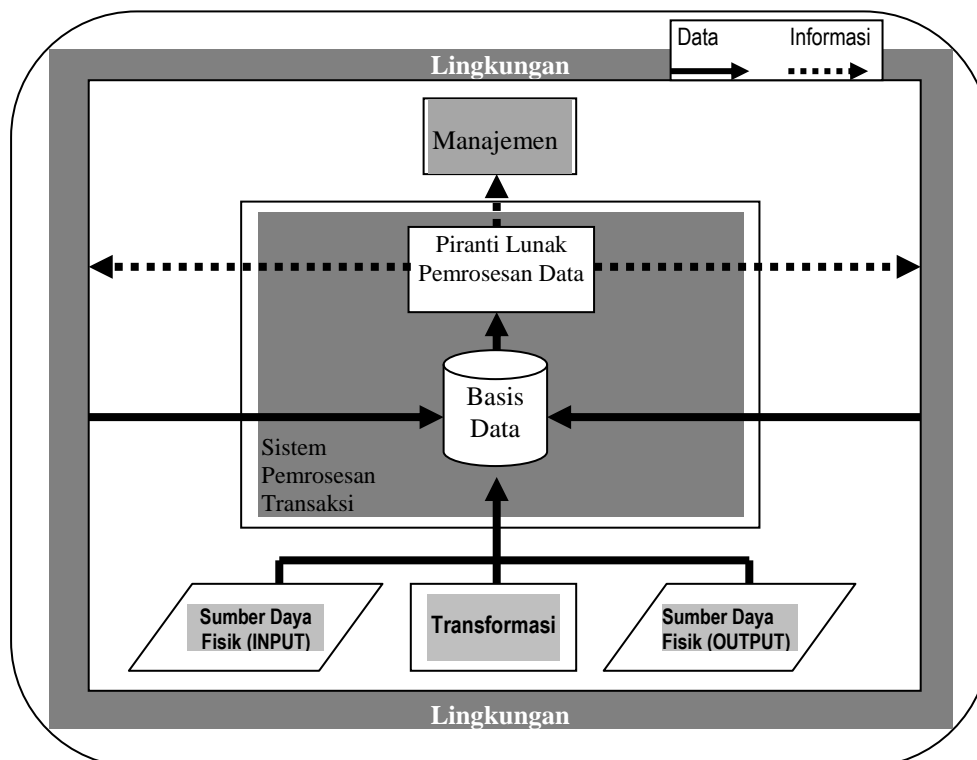 Data Informasi
Lingkungan
Manajemen
Piranti Lunak
Pemrosesan Data
Basis
Data
Sistem
Pemrosesan
Transaksi
Sumber Daya
Fisik (INPUT)
Transformasi
Sumber Daya
Fisik (OUTPUT)
Lingkungan